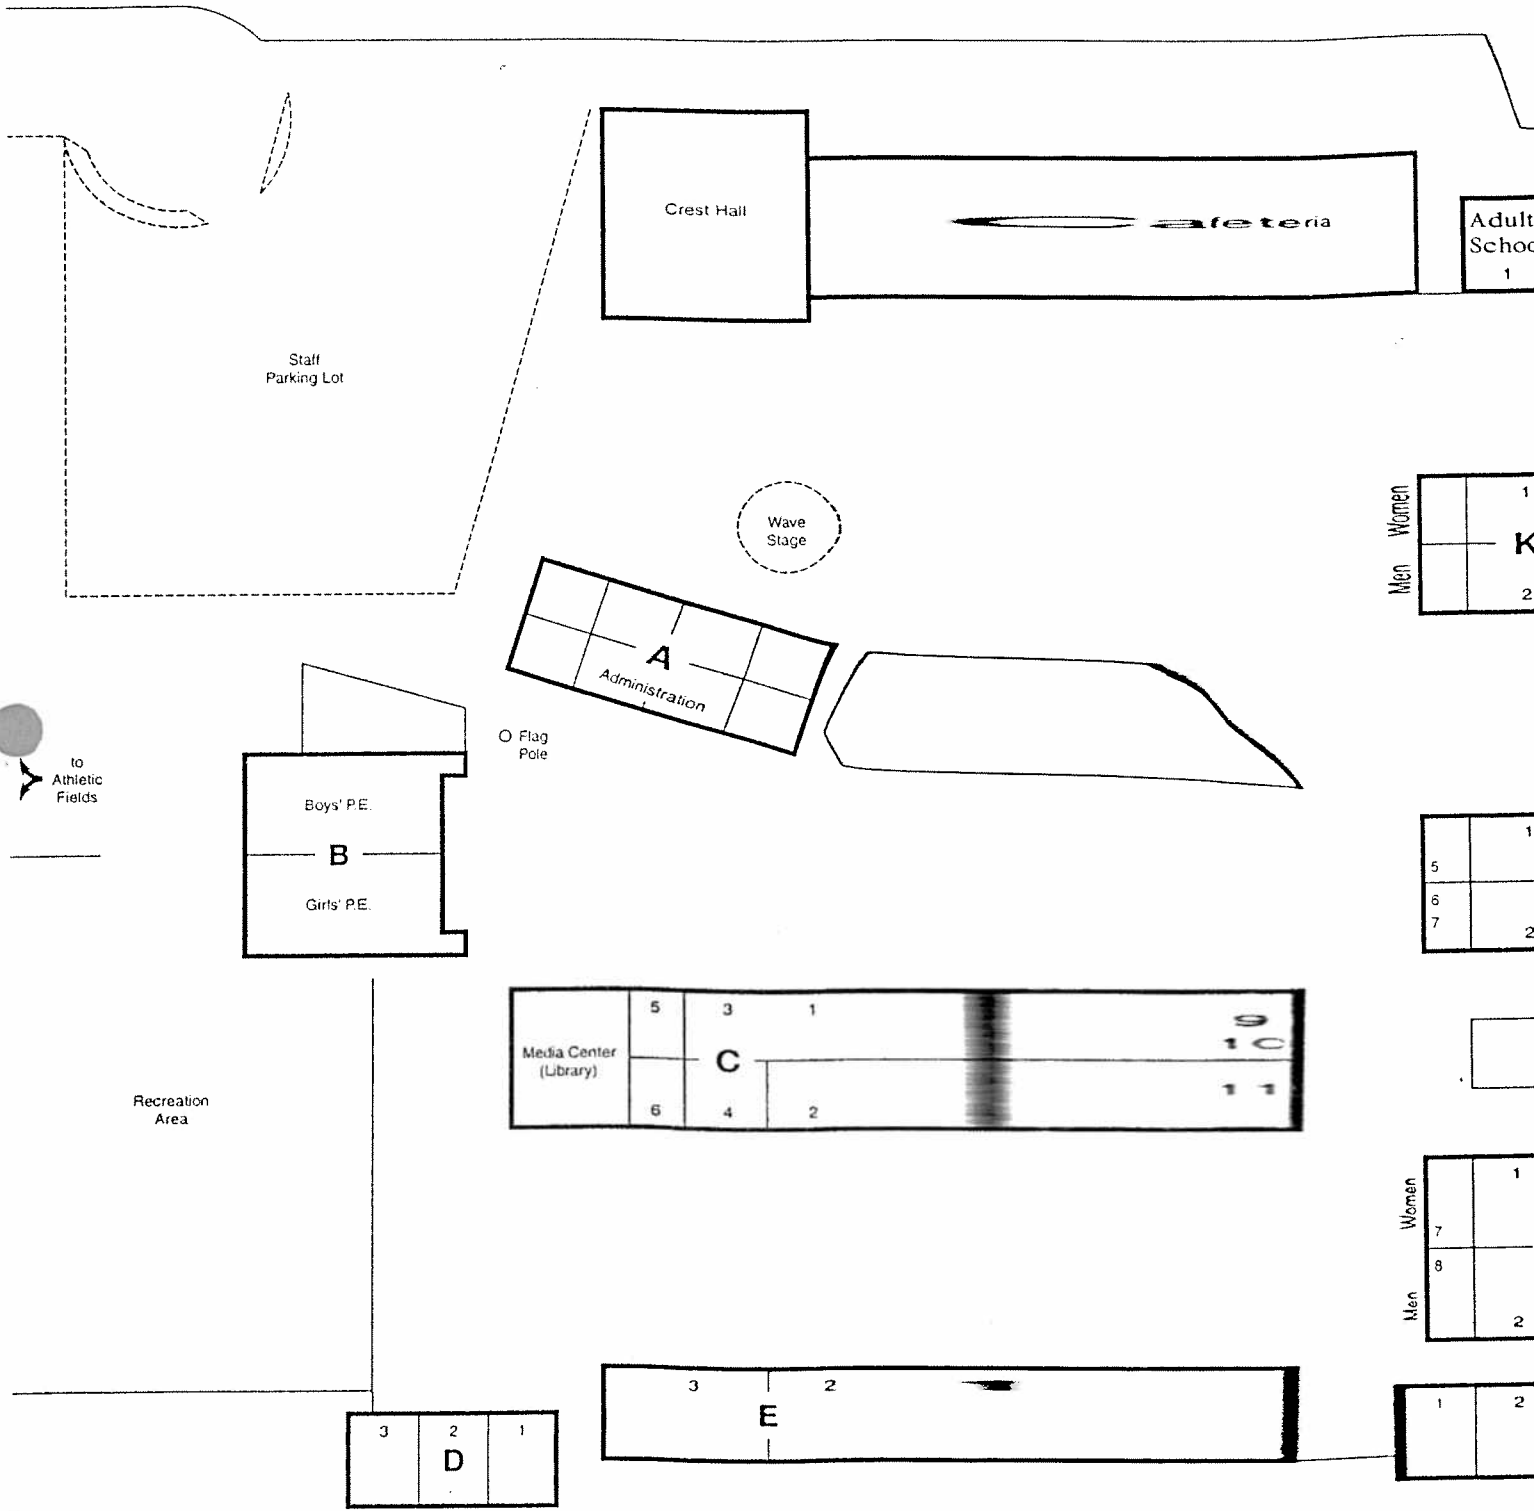 Crest Hall
Cafeteria
Adult
Schoo
1
Staff
Parking Lot
Wave
Stage
Women
Men
1
K
2
A
Administration
Flag
Pole
to
Athletic
Fields
Boys' P.E.
B
Girls' P.E.
1
5
6
7
2
Media Center
(Library)
5
3
1
9
10
C
11
6
4
2
Recreation
Area
Women
Men
1
7
8
2
3
2
E
1
2
3
2
1
D